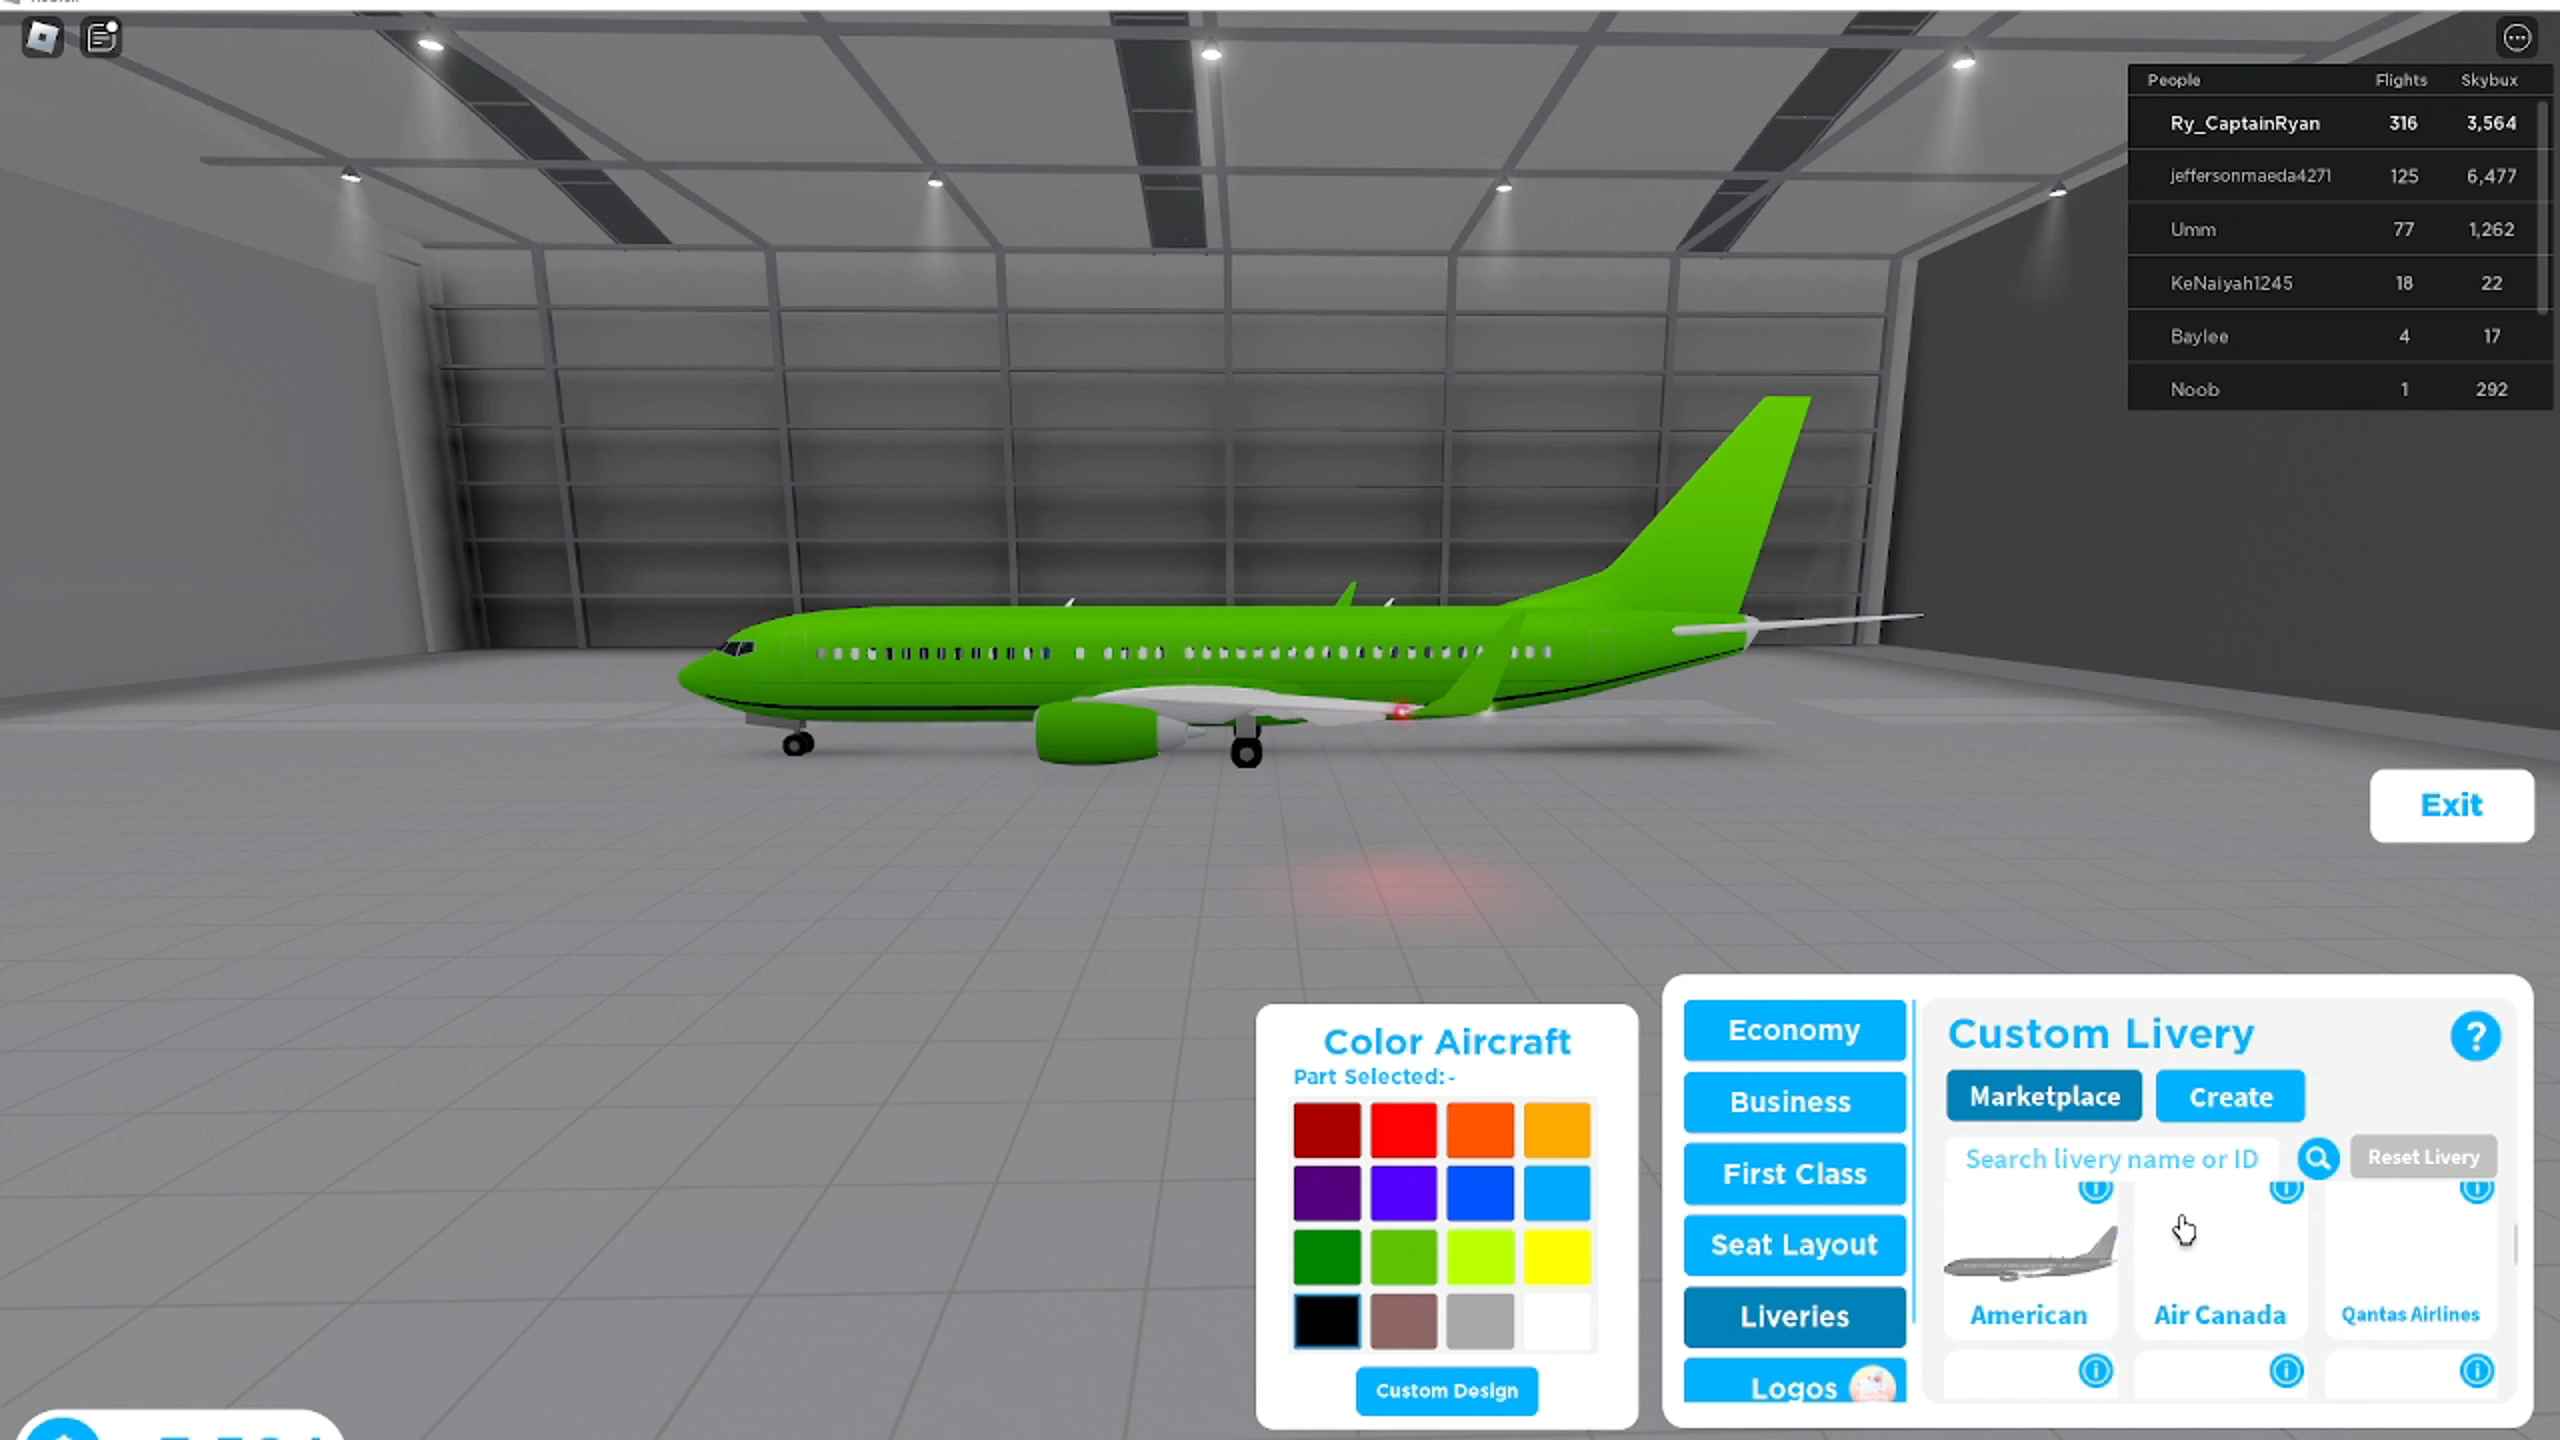 People Flights Skybux
Ry_CaptainRyan 316 3,564
jeffersonmaeda4271 125 6,477
Umm 77 1,262
KeNaiyah1245 18 22
Baylee 4 17
Noob 1 292
Exit
Color Aircraft
Part Selected:-
Custom Design
Economy
Business
First Class
Seat Layout
Liveries
Logos
Custom Livery
?
Marketplace Create
Search livery name or ID Reset Livery
American Air Canada Qantas Airlines